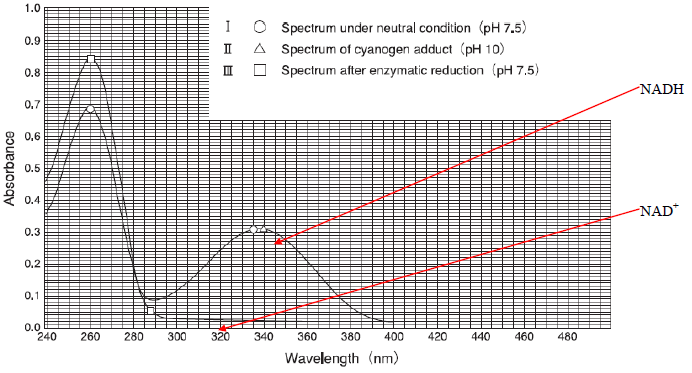 I ○ Spectrum under neutral condition (pH 7.5)
II △ Spectrum of cyanogen adduct (pH 10)
III □ Spectrum after enzymatic reduction (pH 7.5)
NADH
NAD+
Absorbance
1.0
0.9
0.8
0.7
0.6
0.5
0.4
0.3
0.2
0.1
0.0
240 260 280 300 320 340 360 380 400 420 440 460 480
Wavelength (nm)